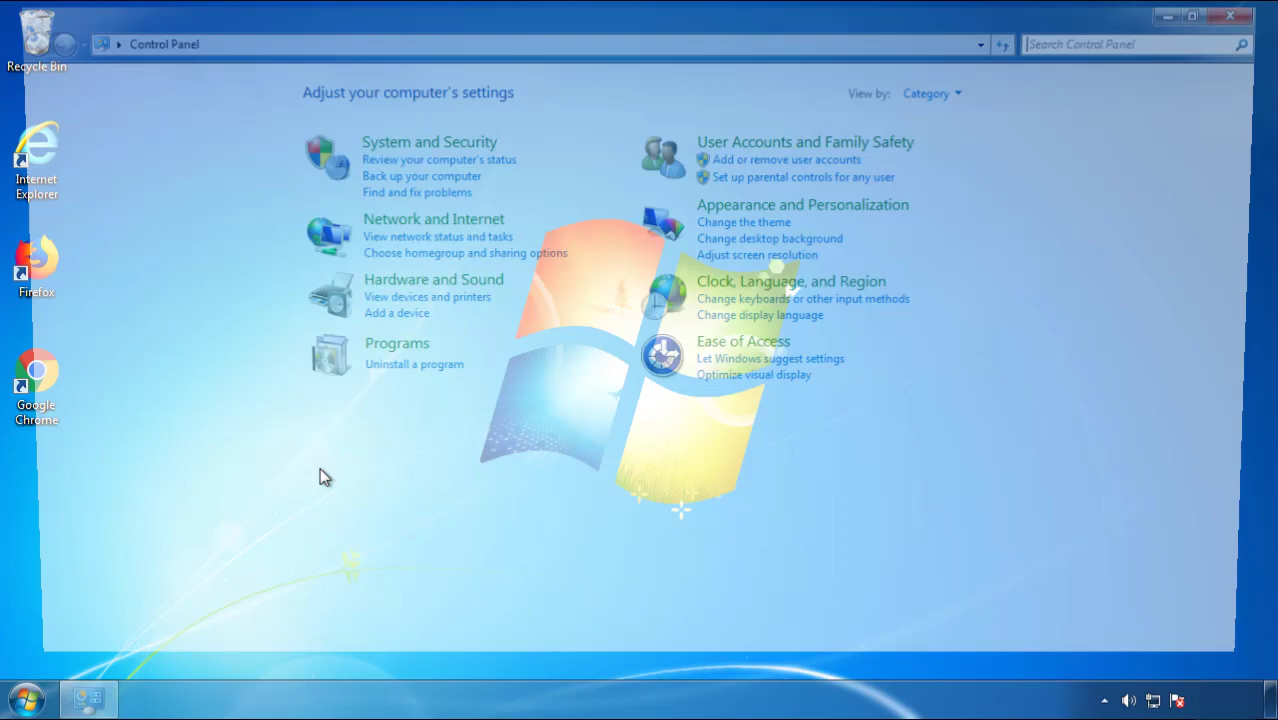 Recycle Bin
Internet
Explorer
Firefox
Google
Chrome
Control Panel
Search Control Panel
Adjust your computer's settings
View by: Category
System and Security
Review your computer's status
Back up your computer
Find and fix problems
Network and Internet
View network status and tasks
Choose homegroup and sharing options
Hardware and Sound
View devices and printers
Add a device
Programs
Uninstall a program
User Accounts and Family Safety
Add or remove user accounts
Set up parental controls for any user
Appearance and Personalization
Change the theme
Change desktop background
Adjust screen resolution
Clock, Language, and Region
Change keyboards or other input methods
Change display language
Ease of Access
Let Windows suggest settings
Optimize visual display